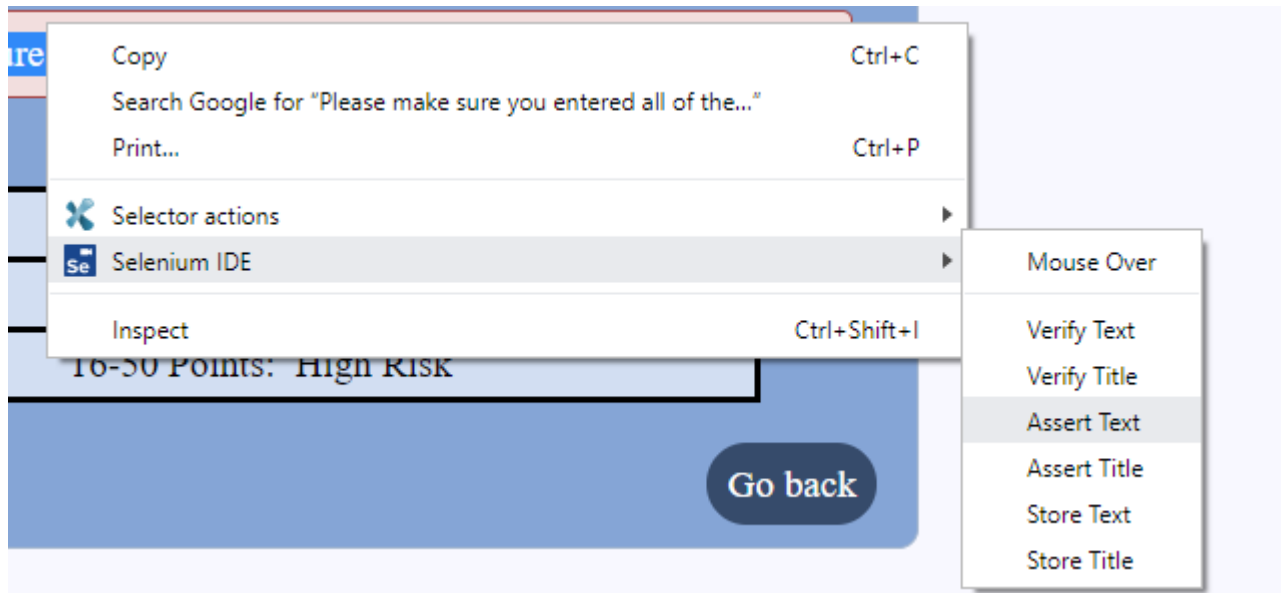 ure
Copy Ctrl+C
Search Google for “Please make sure you entered all of the...”
Print... Ctrl+P
Selector actions
Se Selenium IDE
Mouse Over
Inspect Ctrl+Shift+I
Verify Text
16-50 Points: High Risk
Verify Title
Assert Text
Assert Title
Go back
Store Text
Store Title